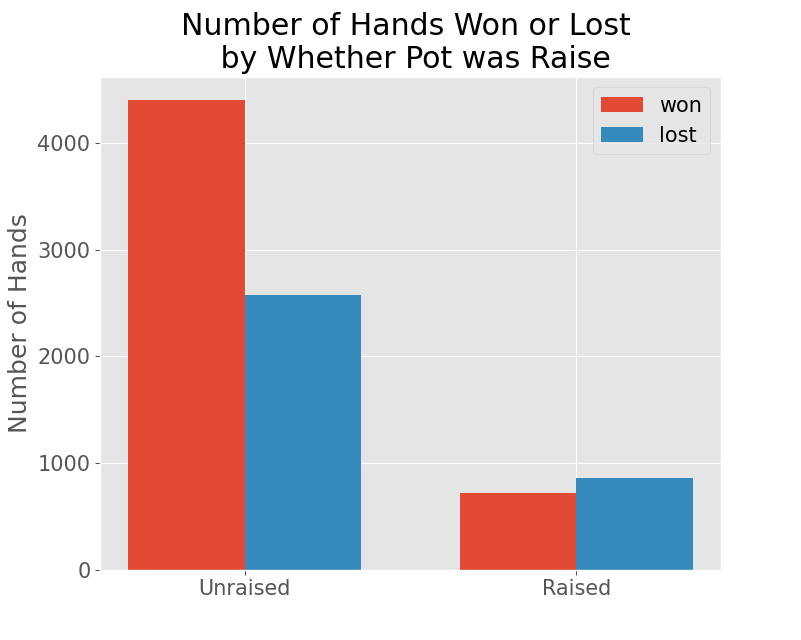 Number of Hands Won or Lost
by Whether Pot was Raise
won
lost
Number of Hands
4000
3000
2000
1000
0
Unraised
Raised